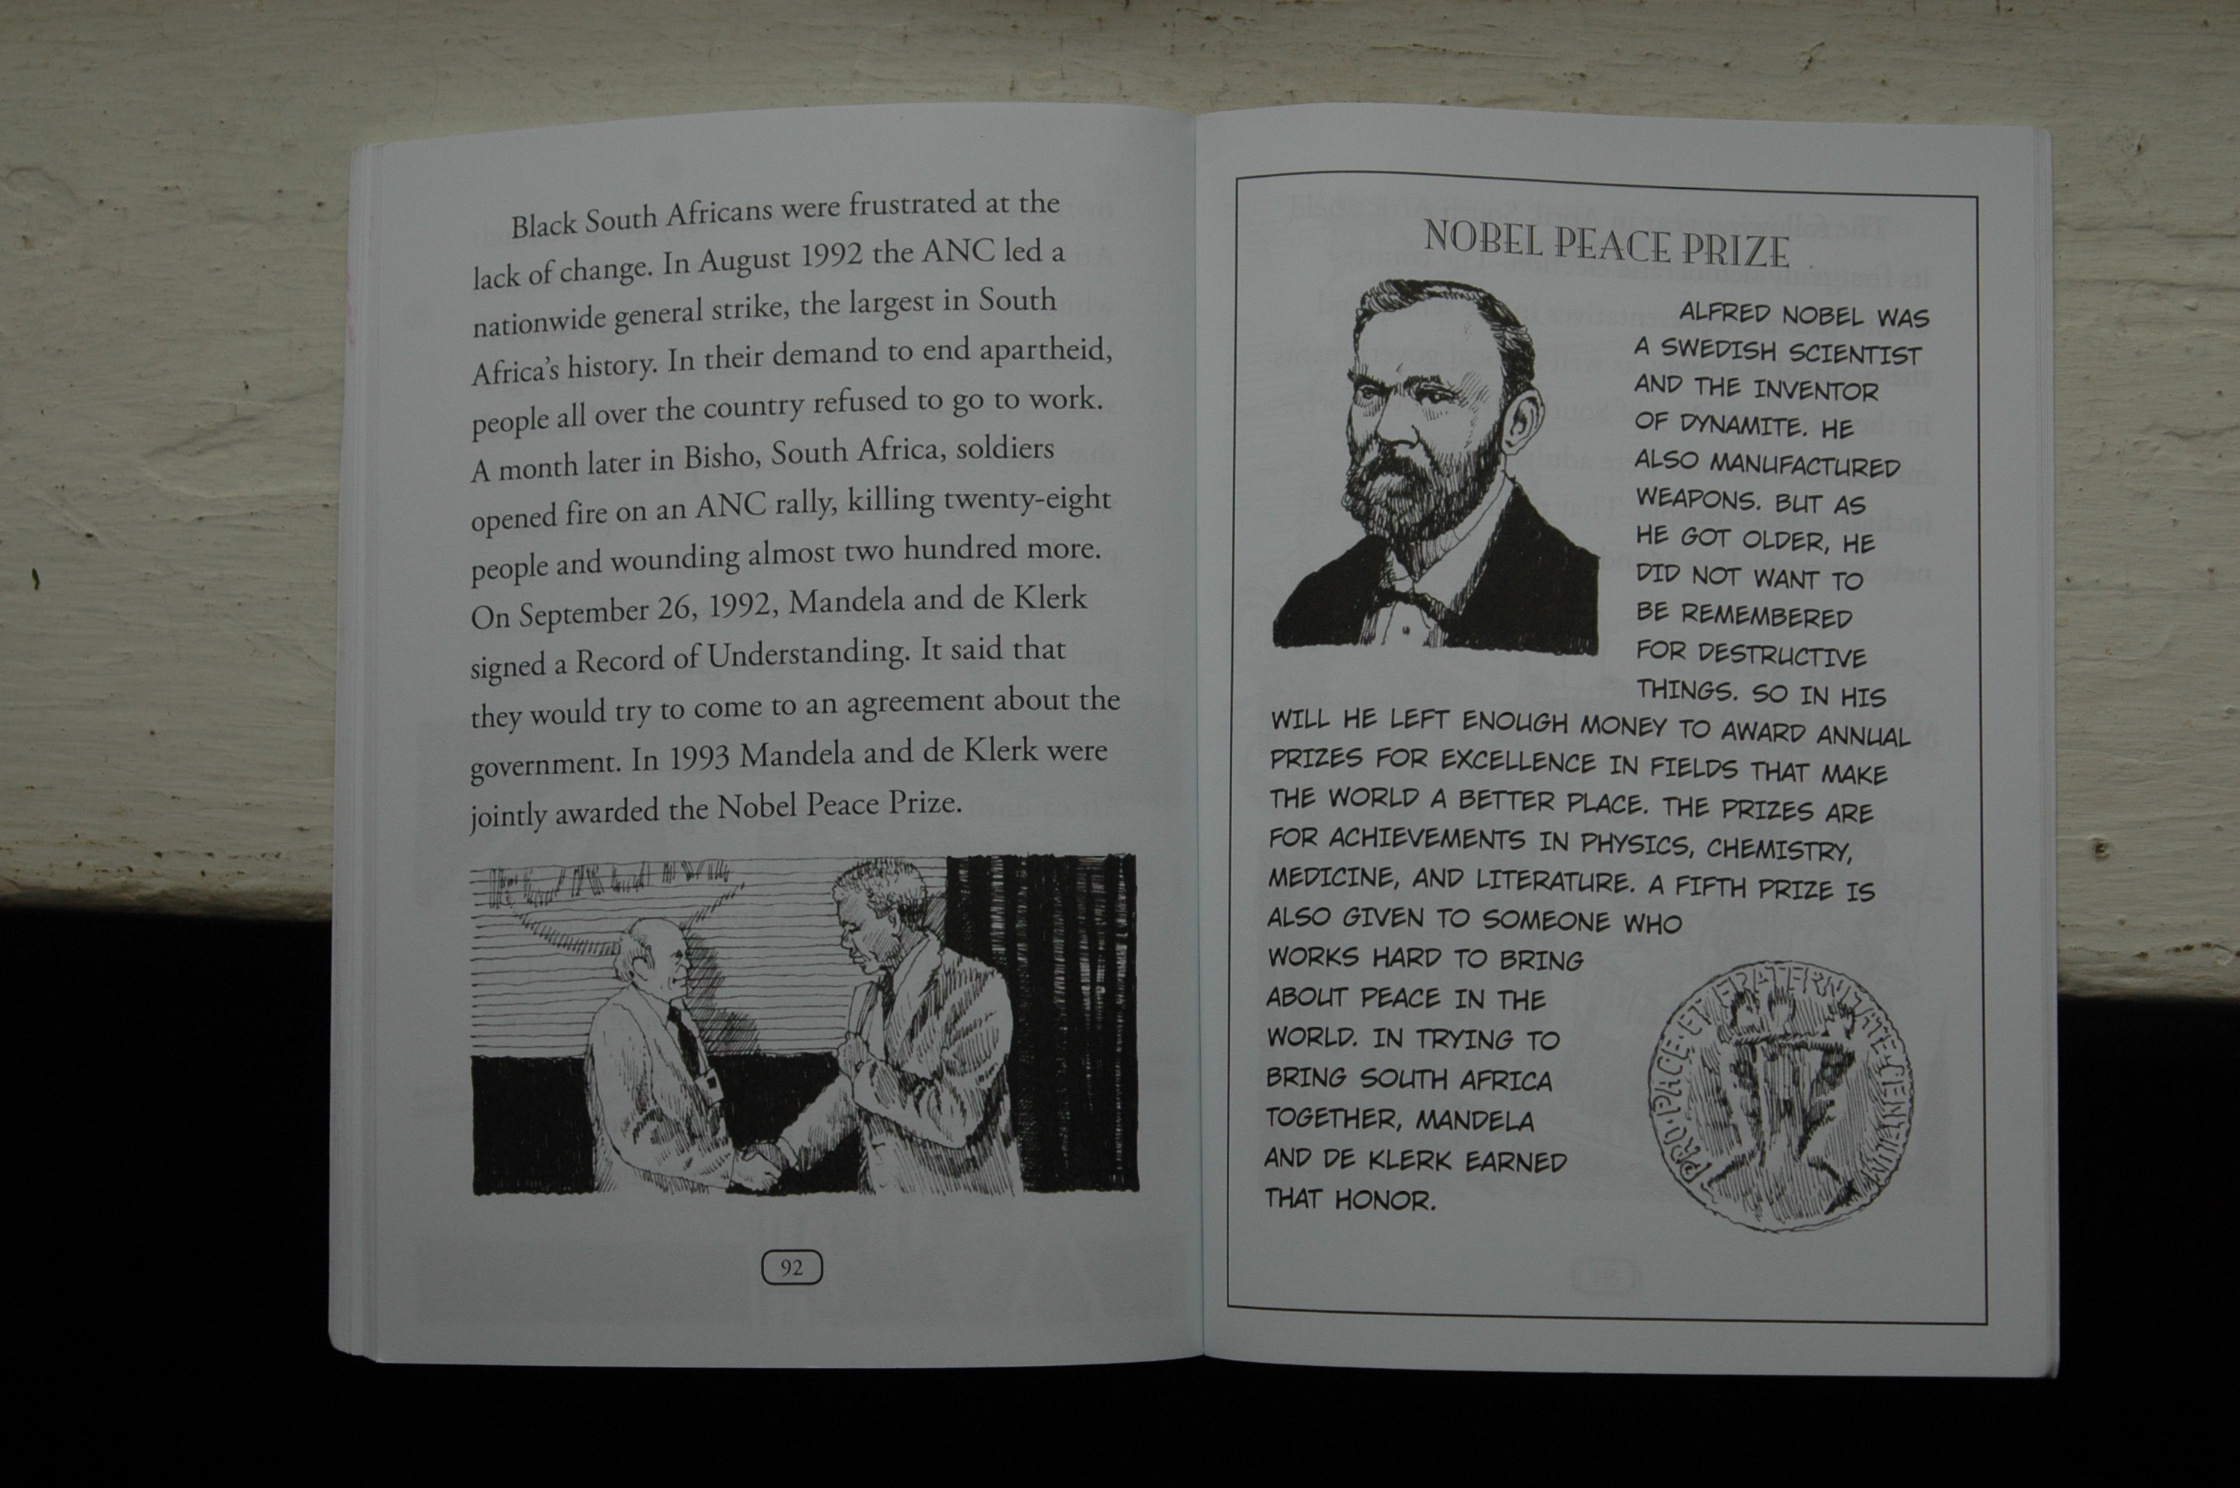 Black South Africans were frustrated at the
lack of change. In August 1992 the ANC led a
nationwide general strike, the largest in South
Africa's history. In their demand to end apartheid,
people all over the country refused to go to work.
A month later in Bisho, South Africa, soldiers
opened fire on an ANC rally, killing twenty-eight
people and wounding almost two hundred more.
On September 26, 1992, Mandela and de Klerk
signed a Record of Understanding. It said that
they would try to come to an agreement about the
government. In 1993 Mandela and de Klerk were
jointly awarded the Nobel Peace Prize.
92
NOBEL PEACE PRIZE
ALFRED NOBEL WAS
A SWEDISH SCIENTIST
AND THE INVENTOR
OF DYNAMITE. HE
ALSO MANUFACTURED
WEAPONS. BUT AS
HE GOT OLDER, HE
DID NOT WANT TO
BE REMEMBERED
FOR DESTRUCTIVE
THINGS. SO IN HIS
WILL HE LEFT ENOUGH MONEY TO AWARD ANNUAL
PRIZES FOR EXCELLENCE IN FIELDS THAT MAKE
THE WORLD A BETTER PLACE. THE PRIZES ARE
FOR ACHIEVEMENTS IN PHYSICS, CHEMISTRY,
MEDICINE, AND LITERATURE. A FIFTH PRIZE IS
ALSO GIVEN TO SOMEONE WHO
WORKS HARD TO BRING
ABOUT PEACE IN THE
WORLD. IN TRYING TO
BRING SOUTH AFRICA
TOGETHER, MANDELA
AND DE KLERK EARNED
THAT HONOR.
PRO PACE ET FRATERNITATE GENTIUM